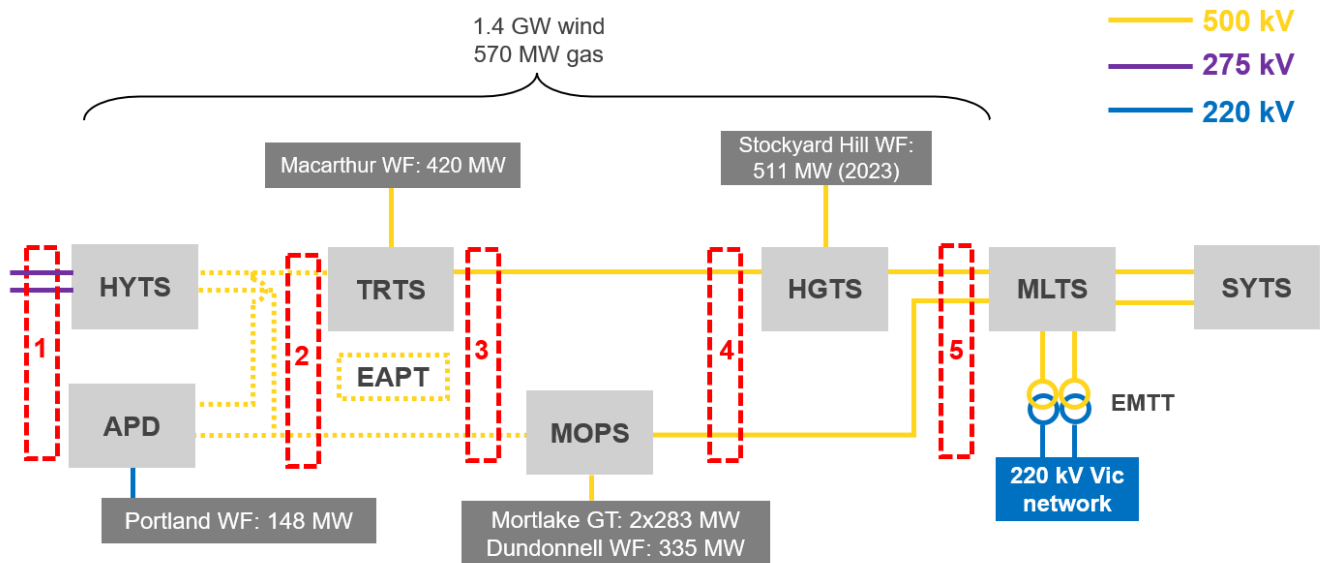 1.4 GW wind
570 MW gas
500 kV
275 kV
220 kV
Macarthur WF: 420 MW
Stockyard Hill WF:
511 MW (2023)
HYTS
TRTS
HGTS
MLTS
SYTS
1
2
3
4
5
EAPT
APD
MOPS
EMTT
Portland WF: 148 MW
Mortlake GT: 2x283 MW
Dundonnell WF: 335 MW
220 kV Vic
network